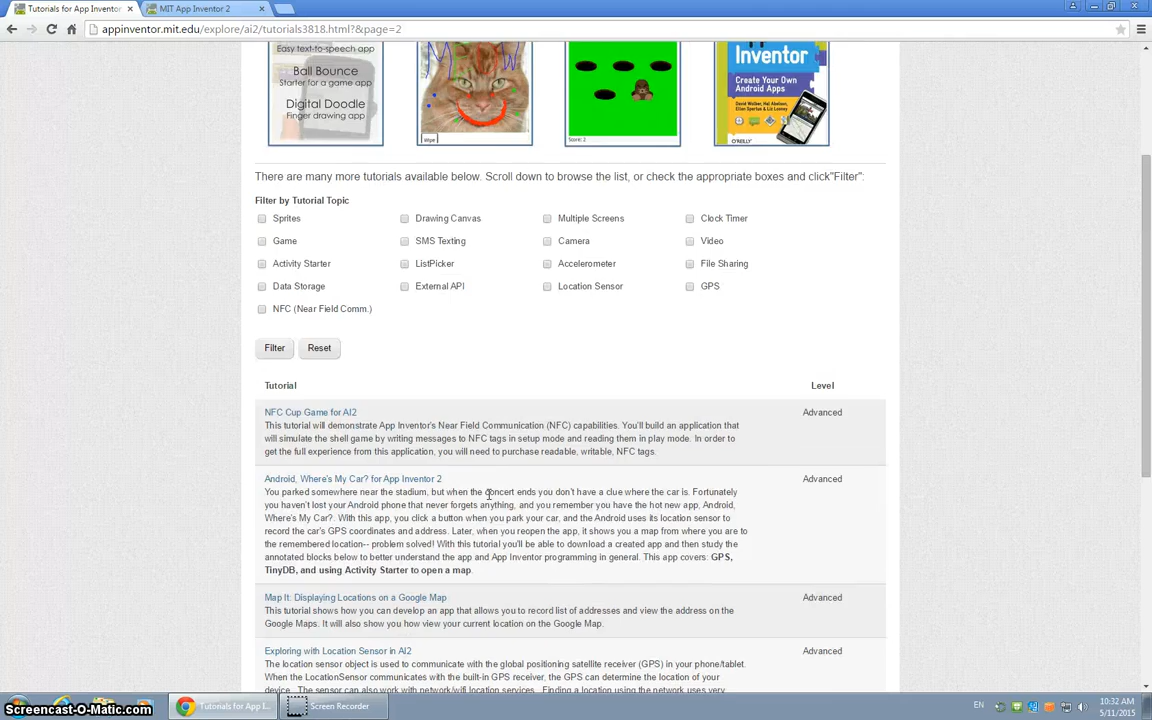 Tutorials for App Inventor
MIT App Inventor 2
appinventor.mit.edu/explore/ai2/tutorials3818.html?&page=2
Easy text-to-speech app
Ball Bounce
Starter for a game app
Digital Doodle
Finger drawing app
Wipe
Score: 2
Inventor
Create Your Own
Android Apps
David Wolber, Hal Abelson,
Ellen Spertus & Liz Looney
O'REILLY
There are many more tutorials available below. Scroll down to browse the list, or check the appropriate boxes and click"Filter":
Filter by Tutorial Topic
Sprites Drawing Canvas Multiple Screens Clock Timer
Game SMS Texting Camera Video
Activity Starter ListPicker Accelerometer File Sharing
Data Storage External API Location Sensor GPS
NFC (Near Field Comm.)
Filter Reset
Tutorial Level
NFC Cup Game for AI2 Advanced
This tutorial will demonstrate App Inventor's Near Field Communication (NFC) capabilities. You'll build an application that
will simulate the shell game by writing messages to NFC tags in setup mode and reading them in play mode. In order to
get the full experience from this application, you will need to purchase readable, writable, NFC tags.
Android, Where's My Car? for App Inventor 2 Advanced
You parked somewhere near the stadium, but when the concert ends you don't have a clue where the car is. Fortunately
you haven't lost your Android phone that never forgets anything, and you remember you have the hot new app, Android,
Where's My Car?. With this app, you click a button when you park your car, and the Android uses its location sensor to
record the car's GPS coordinates and address. Later, when you reopen the app, it shows you a map from where you are to
the remembered location-- problem solved! With this tutorial you'll be able to download a created app and then study the
annotated blocks below to better understand the app and App Inventor programming in general. This app covers: GPS,
TinyDB, and using Activity Starter to open a map.
Map It: Displaying Locations on a Google Map Advanced
This tutorial shows how you can develop an app that allows you to record list of addresses and view the address on the
Google Maps. It will also show you how view your current location on the Google Map.
Exploring with Location Sensor in AI2 Advanced
The location sensor object is used to communicate with the global positioning satellite receiver (GPS) in your phone/tablet.
When the LocationSensor communicates with the built-in GPS receiver, the GPS can determine the location of your
device. The sensor can also work with network/wifi location services. Finding a location using the network uses very
Screencast-O-Matic.com
Tutorials for App I...
Screen Recorder
EN
10:32 AM
5/11/2015